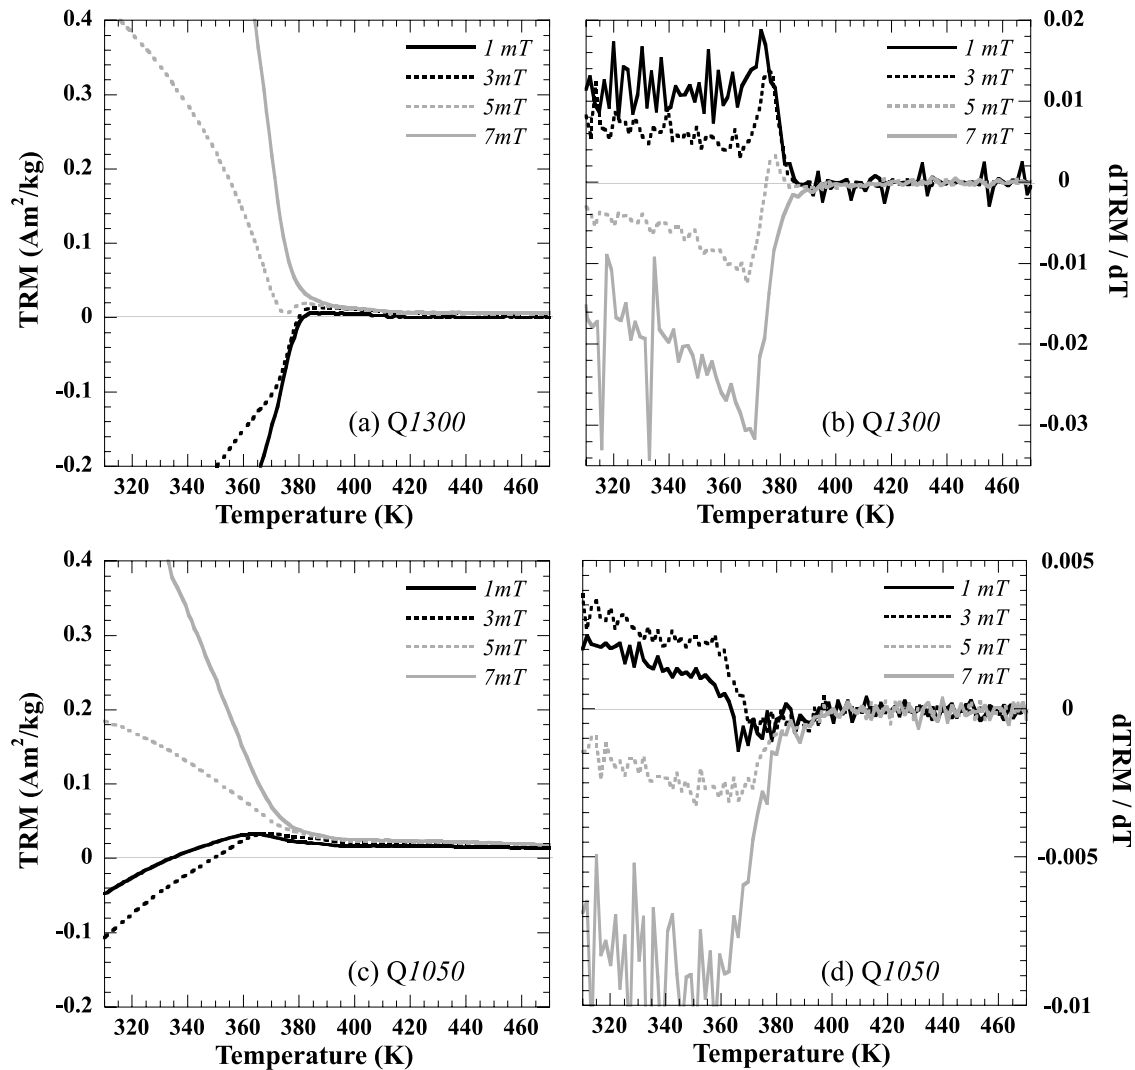 0.4
0.3
0.2
0.1
0
-0.1
-0.2
TRM (Am²/kg)
1 mT
3mT
5mT
7mT
(a) Q1300
320 340 360 380 400 420 440 460
Temperature (K)
0.02
0.01
0
-0.01
-0.02
-0.03
dTRM / dT
1 mT
3 mT
5 mT
7 mT
(b) Q1300
320 340 360 380 400 420 440 460
Temperature (K)
0.4
0.3
0.2
0.1
0
-0.1
-0.2
TRM (Am²/kg)
1mT
3mT
5mT
7mT
(c) Q1050
320 340 360 380 400 420 440 460
Temperature (K)
0.005
0
-0.005
-0.01
dTRM / dT
1 mT
3 mT
5 mT
7 mT
(d) Q1050
320 340 360 380 400 420 440 460
Temperature (K)